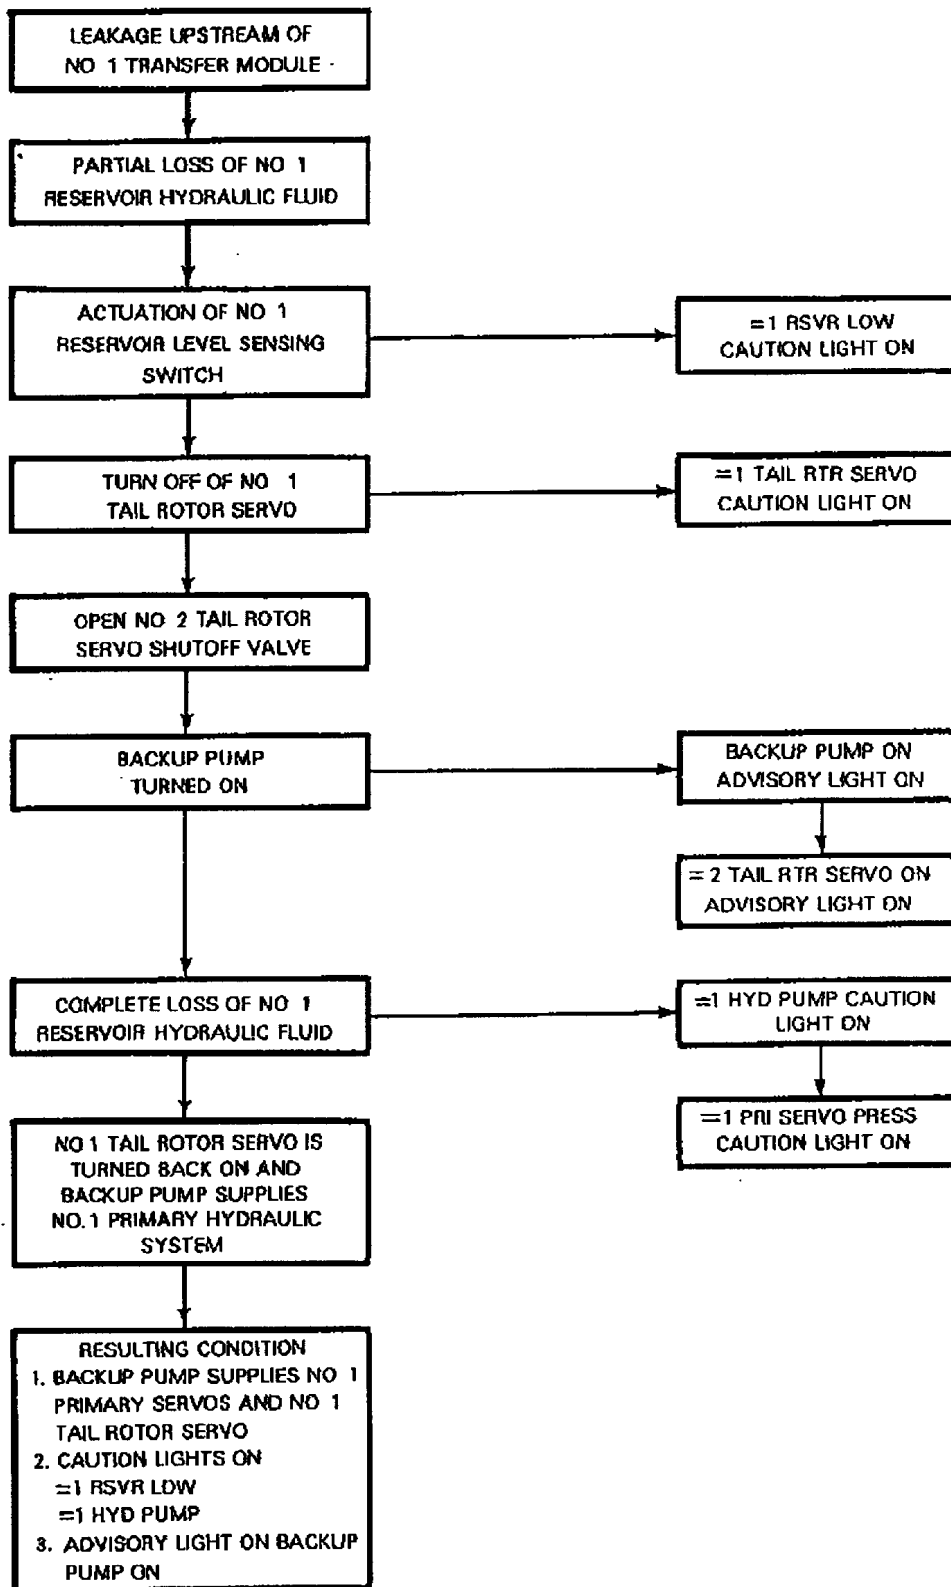 LEAKAGE UPSTREAM OF
NO 1 TRANSFER MODULE
PARTIAL LOSS OF NO 1
RESERVOIR HYDRAULIC FLUID
ACTUATION OF NO 1
RESERVOIR LEVEL SENSING
SWITCH
=1 RSVR LOW
CAUTION LIGHT ON
TURN OFF OF NO 1
TAIL ROTOR SERVO
=1 TAIL RTR SERVO
CAUTION LIGHT ON
OPEN NO 2 TAIL ROTOR
SERVO SHUTOFF VALVE
BACKUP PUMP
TURNED ON
BACKUP PUMP ON
ADVISORY LIGHT ON
=2 TAIL RTR SERVO ON
ADVISORY LIGHT ON
COMPLETE LOSS OF NO 1
RESERVOIR HYDRAULIC FLUID
=1 HYD PUMP CAUTION
LIGHT ON
=1 PRI SERVO PRESS
CAUTION LIGHT ON
NO 1 TAIL ROTOR SERVO IS
TURNED BACK ON AND
BACKUP PUMP SUPPLIES
NO. 1 PRIMARY HYDRAULIC
SYSTEM
RESULTING CONDITION
1. BACKUP PUMP SUPPLIES NO 1
PRIMARY SERVOS AND NO 1
TAIL ROTOR SERVO
2. CAUTION LIGHTS ON
=1 RSVR LOW
=1 HYD PUMP
3. ADVISORY LIGHT ON BACKUP
PUMP ON